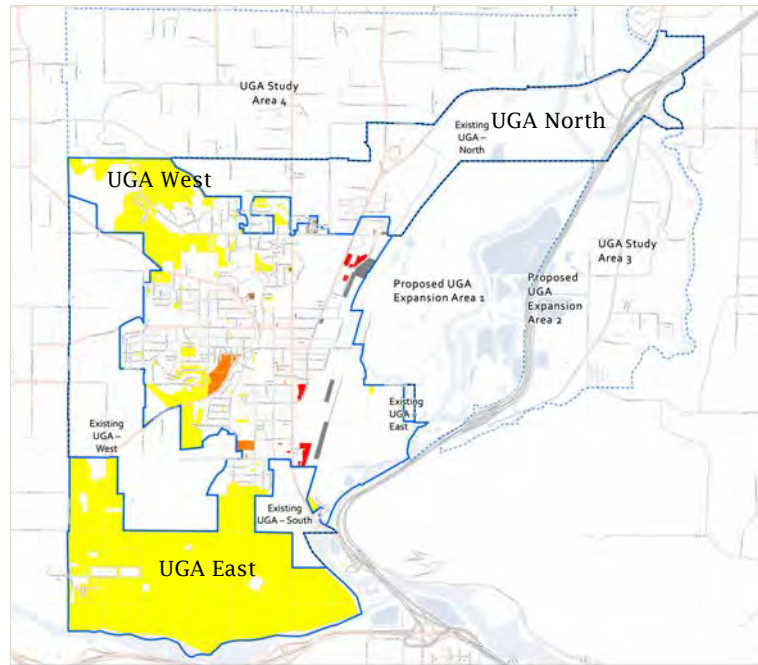 UGA Study
Area 4
UGA North
Existing
UGA –
North
UGA West
UGA Study
Area 3
Proposed UGA
Expansion Area 1
Proposed
UGA
Expansion
Area 2
Existing
UGA –
East
Existing
UGA –
West
Existing
UGA – South
UGA East